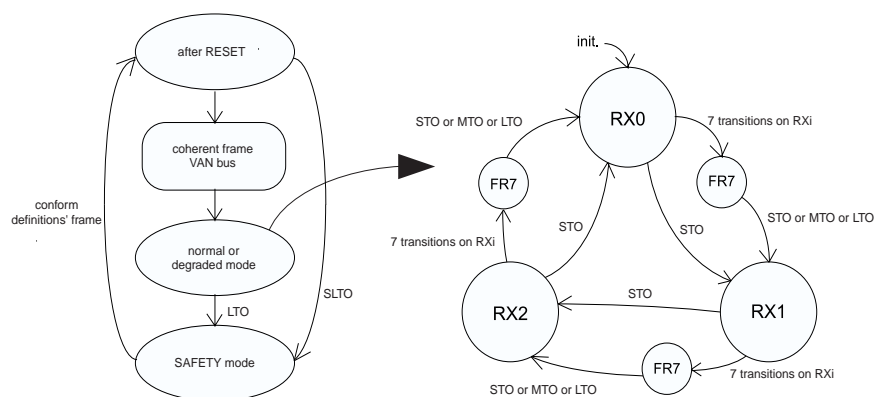 after RESET
coherent frame
VAN bus
conform
definitions' frame
normal or
degraded mode
SLTO
LTO
SAFETY mode
init.
RX0
STO or MTO or LTO
7 transitions on RXi
FR7
FR7
STO
STO
STO or MTO or LTO
7 transitions on RXi
RX2
STO
RX1
FR7
STO or MTO or LTO
7 transitions on RXi